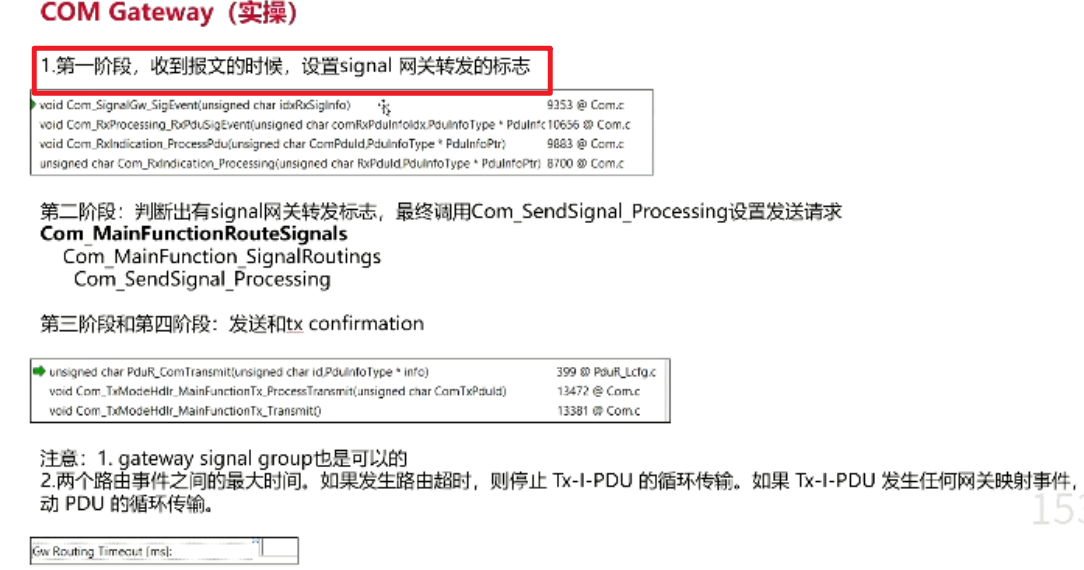 COM Gateway（实操）
1.第一阶段，收到报文的时候，设置signal 网关转发的标志
void Com_SignalGw_SigEvent(unsigned char idxRxSigInfo) 9353 @ Com.c
void Com_RxProcessing_RxPduSigEvent(unsigned char comRxPduInfoIdx,PduInfoType * PduInfc 10656 @ Com.c
void Com_RxIndication_ProcessPdu(unsigned char ComPduId,PduInfoType * PduInfoPtr) 9883 @ Com.c
unsigned char Com_RxIndication_Processing(unsigned char RxPduId,PduInfoType * PduInfoPtr) 8700 @ Com.c
第二阶段：判断出有signal网关转发标志，最终调用Com_SendSignal_Processing设置发送请求
Com_MainFunctionRouteSignals
Com_MainFunction_SignalRoutings
Com_SendSignal_Processing
第三阶段和第四阶段：发送和tx confirmation
unsigned char PduR_ComTransmit(unsigned char id,PduInfoType * info) 399 @ PduR_Lcfg.c
void Com_TxModeHdlr_MainFunctionTx_ProcessTransmit(unsigned char ComTxPduId) 13472 @ Com.c
void Com_TxModeHdlr_MainFunctionTx_Transmit() 13381 @ Com.c
注意：1. gateway signal group也是可以的
2.两个路由事件之间的最大时间。如果发生路由超时，则停止 Tx-I-PDU 的循环传输。如果 Tx-I-PDU 发生任何网关映射事件，
动 PDU 的循环传输。
Gw Routing Timeout [ms]: